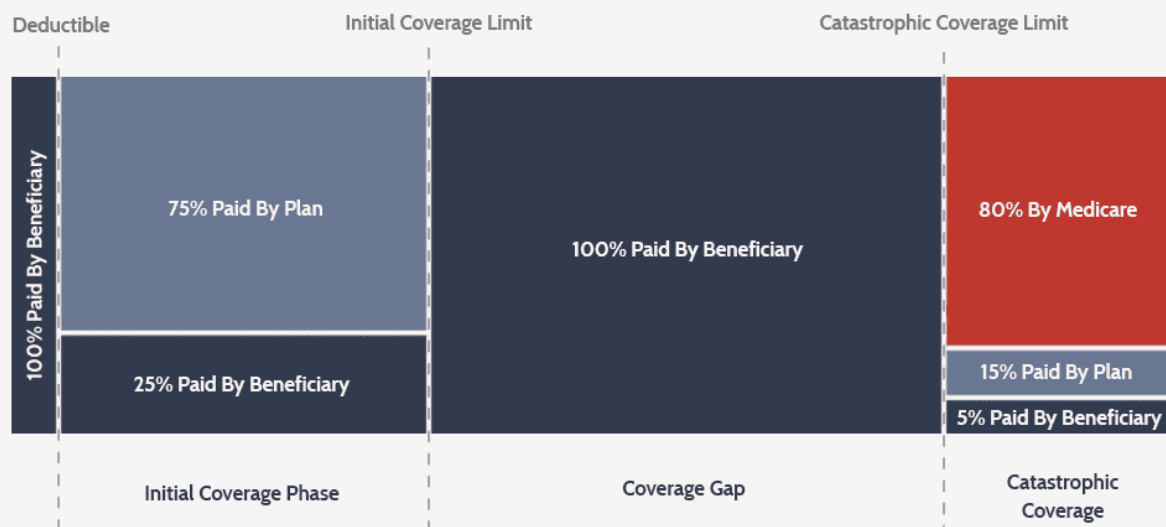 Deductible
Initial Coverage Limit
Catastrophic Coverage Limit
100% Paid By Beneficiary
75% Paid By Plan
25% Paid By Beneficiary
100% Paid By Beneficiary
80% By Medicare
15% Paid By Plan
5% Paid By Beneficiary
Initial Coverage Phase
Coverage Gap
Catastrophic
Coverage